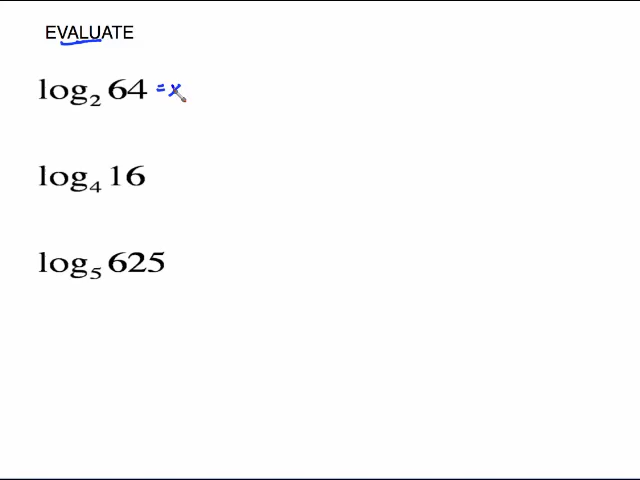 EVALUATE
log₂ 64 = x
log₄ 16
log₅ 625